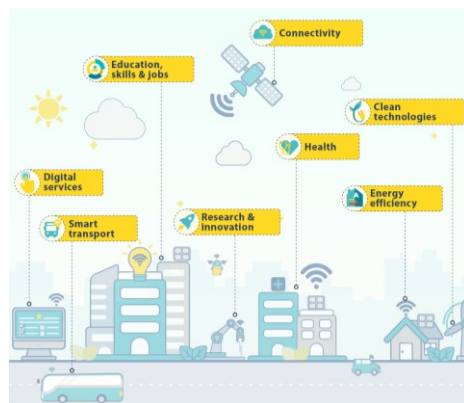 Connectivity
Education,
skills & jobs
Clean
technologies
Health
Digital
services
Energy
efficiency
Smart
transport
Research &
innovation